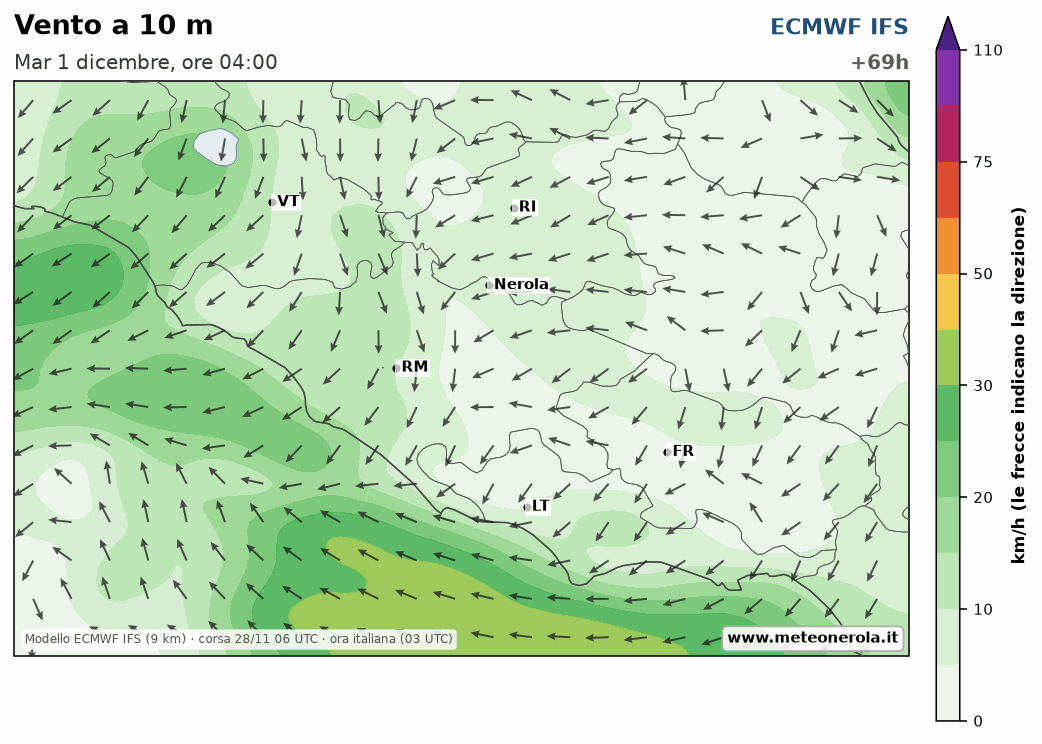 Vento a 10 m
ECMWF IFS
Mar 1 dicembre, ore 04:00
+69h
VT
RI
Nerola
RM
FR
LT
Modello ECMWF IFS (9 km) · corsa 28/11 06 UTC · ora italiana (03 UTC)
www.meteonerola.it
110
75
50
30
20
10
0
km/h (le frecce indicano la direzione)